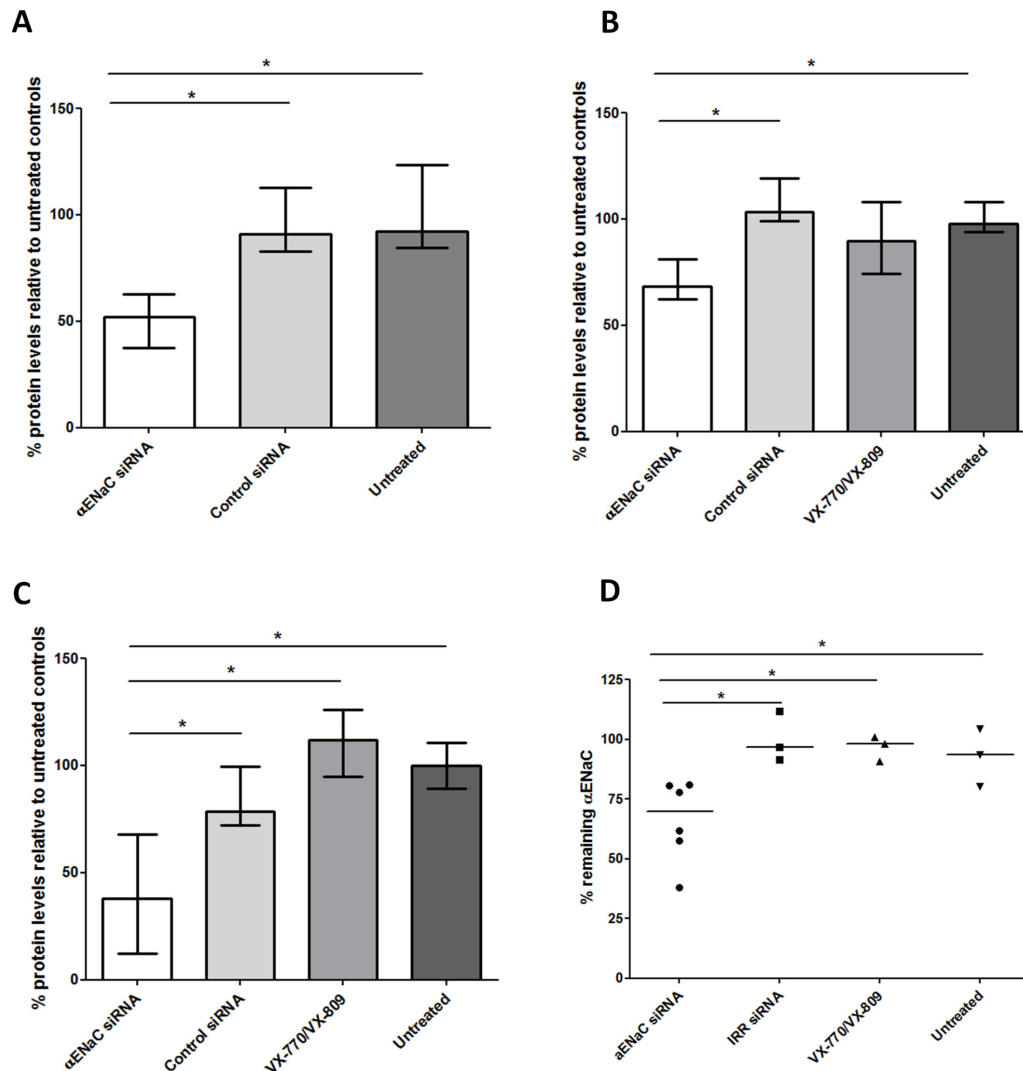 A
*
*
% protein levels relative to untreated controls
150
100
50
0
αENaC siRNA
Control siRNA
Untreated
B
*
*
% protein levels relative to untreated controls
150
100
50
0
αENaC siRNA
Control siRNA
VX-770/VX-809
Untreated
C
*
*
*
% protein levels relative to untreated controls
150
100
50
0
αENaC siRNA
Control siRNA
VX-770/VX-809
Untreated
D
*
*
*
% remaining αENaC
125
100
75
50
25
0
aENaC siRNA
IRR siRNA
VX-770/VX-809
Untreated